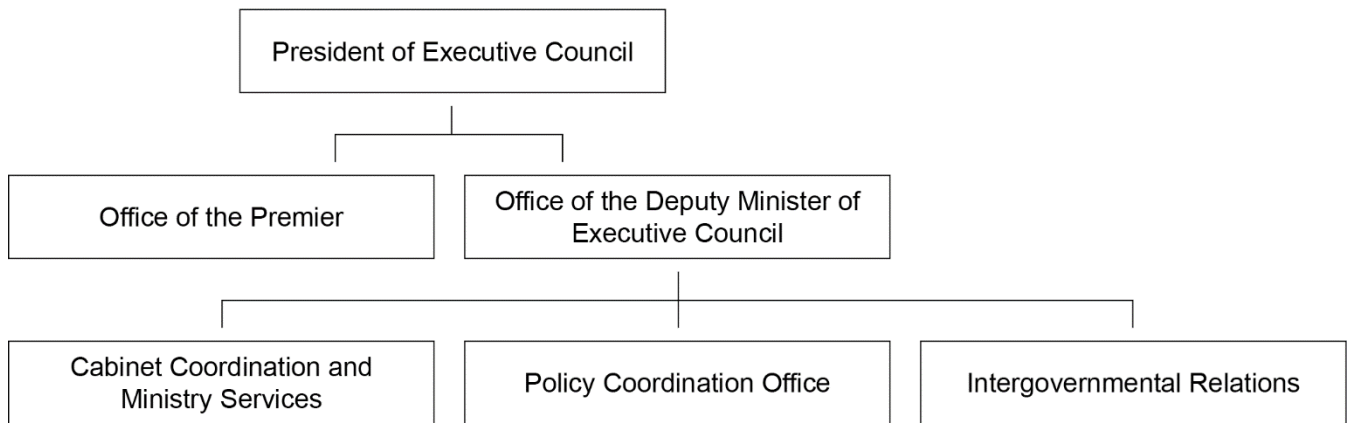 President of Executive Council
Office of the Premier
Office of the Deputy Minister of
Executive Council
Cabinet Coordination and
Ministry Services
Policy Coordination Office
Intergovernmental Relations